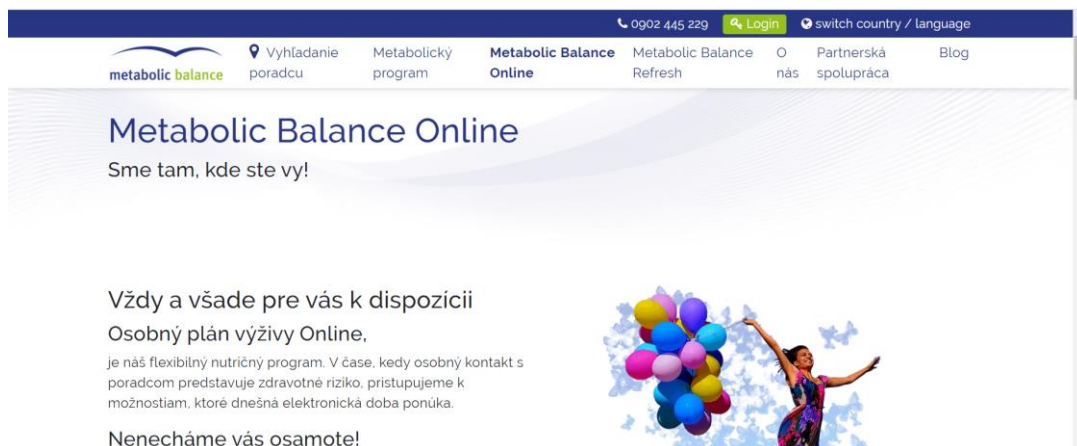 0902 445 229 Login switch country / language
metabolic balance
Vyhľadanie poradcu
Metabolický program
Metabolic Balance Online
Metabolic Balance Refresh
O nás
Partnerská spolupráca
Blog
Metabolic Balance Online
Sme tam, kde ste vy!
Vždy a všade pre vás k dispozícii
Osobný plán výživy Online,
je náš flexibilný nutričný program. V čase, kedy osobný kontakt s
poradcom predstavuje zdravotné riziko, pristupujeme k
možnostiam, ktoré dnešná elektronická doba ponúka.
Nenecháme vás osamote!